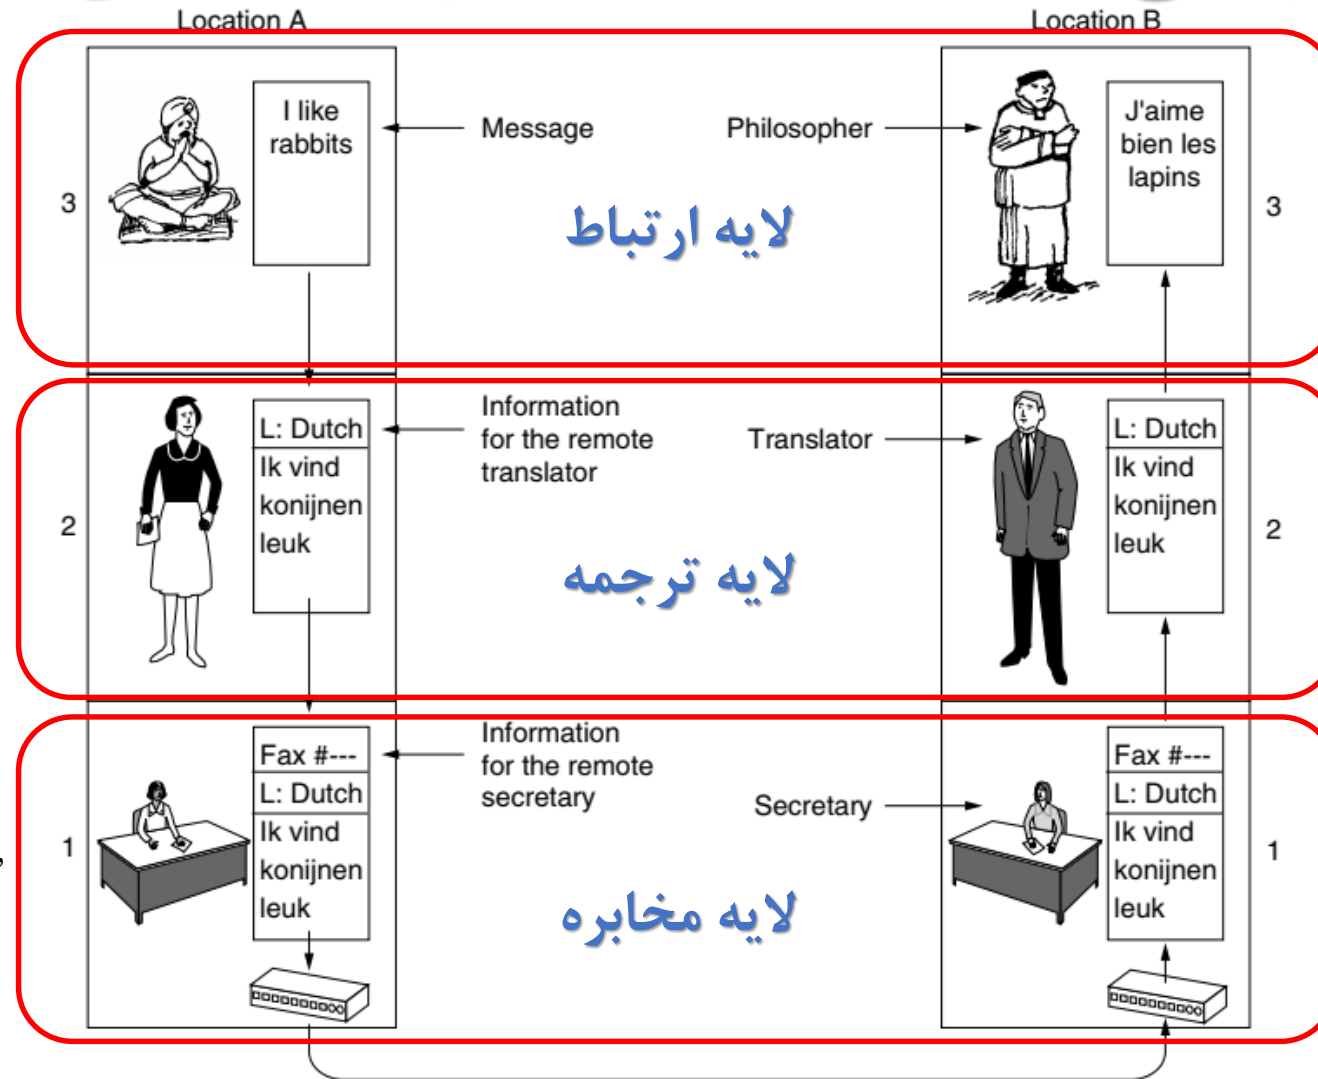 Location A
Location B
I like
rabbits
Message
Philosopher
J'aime
bien les
lapins
3
لایه ارتباط
3
L: Dutch
Ik vind
konijnen
leuk
Information
for the remote
translator
Translator
L: Dutch
Ik vind
konijnen
leuk
2
لایه ترجمه
2
Fax #---
L: Dutch
Ik vind
konijnen
leuk
Information
for the remote
secretary
Secretary
Fax #---
L: Dutch
Ik vind
konijnen
leuk
1
لایه مخابره
1